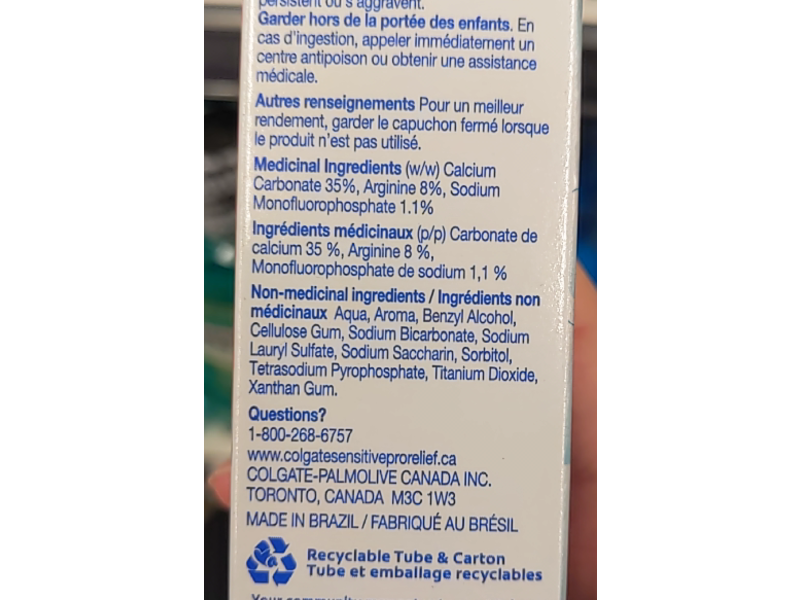 persistent ou s'aggravent.
Garder hors de la portée des enfants. En
cas d'ingestion, appeler immédiatement un
centre antipoison ou obtenir une assistance
médicale.
Autres renseignements Pour un meilleur
rendement, garder le capuchon fermé lorsque
le produit n'est pas utilisé.
Medicinal Ingredients (w/w) Calcium
Carbonate 35%, Arginine 8%, Sodium
Monofluorophosphate 1.1%
Ingrédients médicinaux (p/p) Carbonate de
calcium 35 %, Arginine 8 %,
Monofluorophosphate de sodium 1,1 %
Non-medicinal ingredients / Ingrédients non
médicinaux Aqua, Aroma, Benzyl Alcohol,
Cellulose Gum, Sodium Bicarbonate, Sodium
Lauryl Sulfate, Sodium Saccharin, Sorbitol,
Tetrasodium Pyrophosphate, Titanium Dioxide,
Xanthan Gum.
Questions?
1-800-268-6757
www.colgatesensitiveprorelief.ca
COLGATE-PALMOLIVE CANADA INC.
TORONTO, CANADA M3C 1W3
MADE IN BRAZIL / FABRIQUÉ AU BRÉSIL
Recyclable Tube & Carton
Tube et emballage recyclables